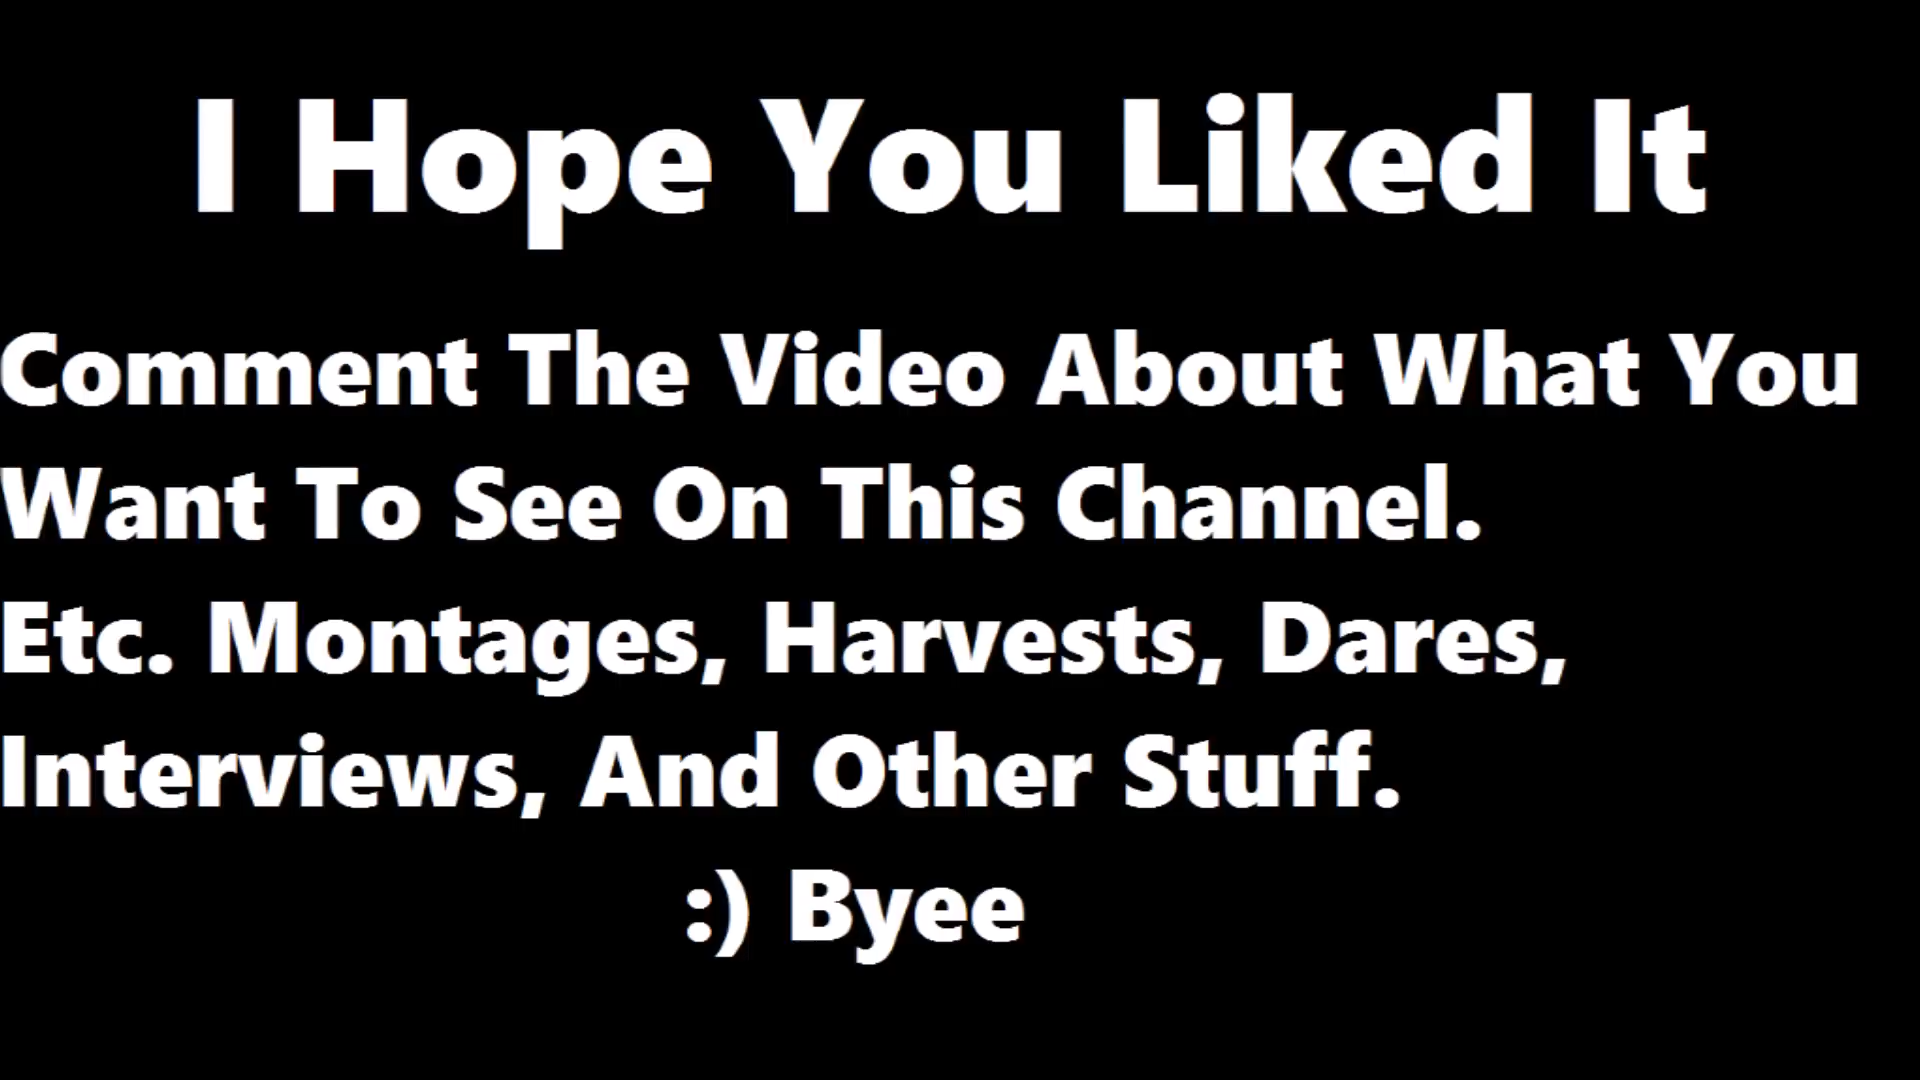 I Hope You Liked It
Comment The Video About What You
Want To See On This Channel.
Etc. Montages, Harvests, Dares,
Interviews, And Other Stuff.
:) Byee